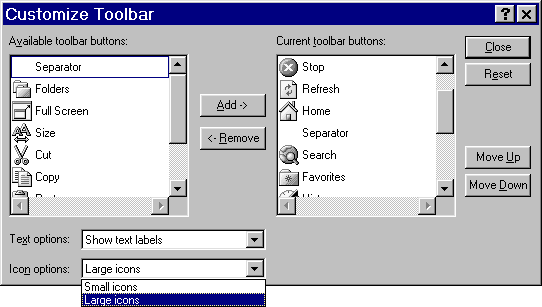 Customize Toolbar
Available toolbar buttons:
Separator
Folders
Full Screen
Size
Cut
Copy
Add ->
<- Remove
Current toolbar buttons:
Stop
Refresh
Home
Separator
Search
Favorites
Close
Reset
Move Up
Move Down
Text options: Show text labels
Icon options: Large icons
Small icons
Large icons